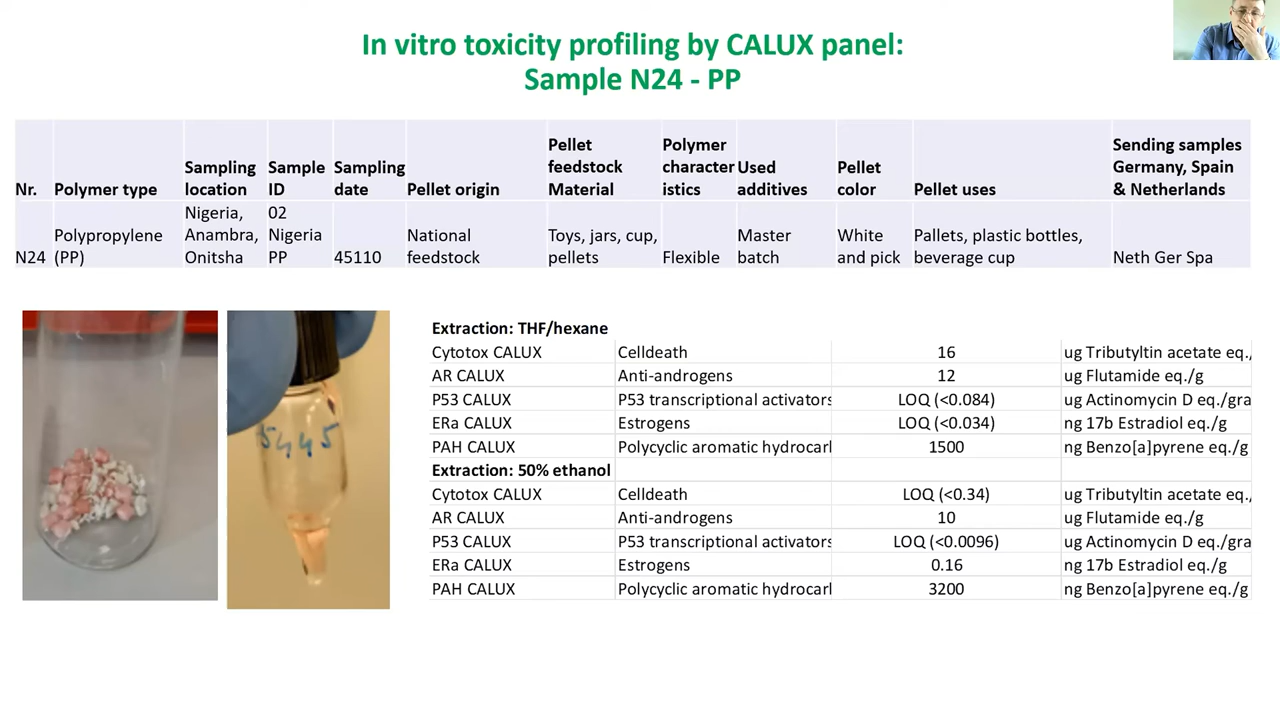 In vitro toxicity profiling by CALUX panel:
Sample N24 - PP
Nr. Polymer type Sampling location Sample ID Sampling date Pellet origin Pellet feedstock Material Polymer character istics Used additives Pellet color Pellet uses Sending samples Germany, Spain & Netherlands
N24 Polypropylene (PP) Nigeria, Anambra, Onitsha 02 Nigeria PP 45110 National feedstock Toys, jars, cup, pellets Flexible Master batch White and pick Pallets, plastic bottles, beverage cup Neth Ger Spa
5445
Extraction: THF/hexane
Cytotox CALUX Celldeath 16 ug Tributyltin acetate eq./
AR CALUX Anti-androgens 12 ug Flutamide eq./g
P53 CALUX P53 transcriptional activators LOQ (<0.084) ug Actinomycin D eq./gra
ERa CALUX Estrogens LOQ (<0.034) ng 17b Estradiol eq./g
PAH CALUX Polycyclic aromatic hydrocarl 1500 ng Benzo[a]pyrene eq./g
Extraction: 50% ethanol
Cytotox CALUX Celldeath LOQ (<0.34) ug Tributyltin acetate eq./
AR CALUX Anti-androgens 10 ug Flutamide eq./g
P53 CALUX P53 transcriptional activators LOQ (<0.0096) ug Actinomycin D eq./gra
ERa CALUX Estrogens 0.16 ng 17b Estradiol eq./g
PAH CALUX Polycyclic aromatic hydrocarl 3200 ng Benzo[a]pyrene eq./g